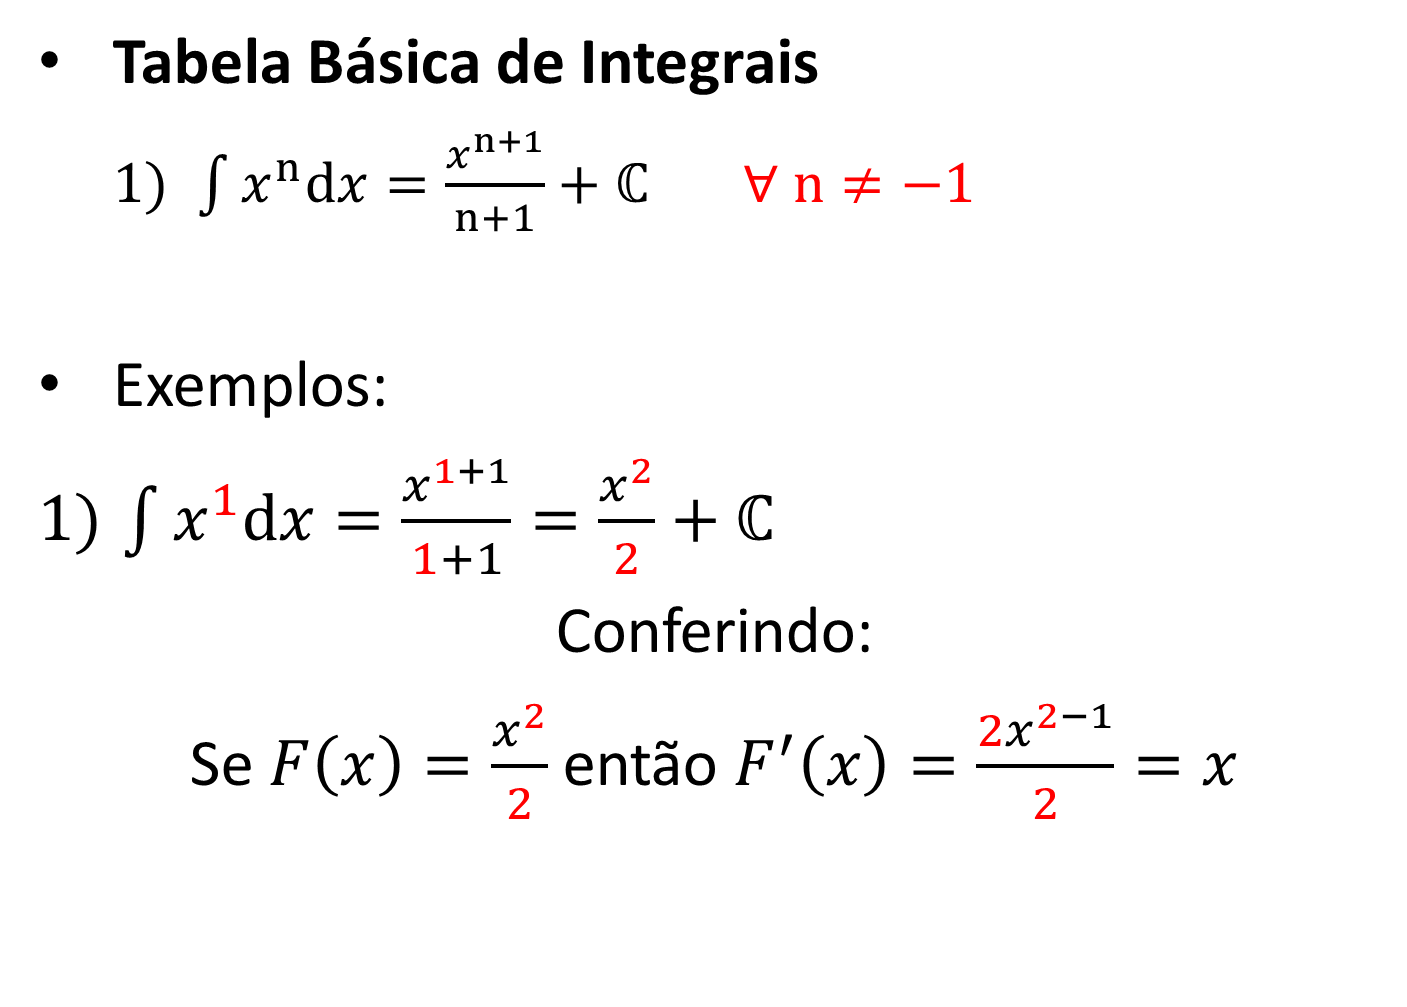 • Tabela Básica de Integrais
1) ∫ xⁿdx = xⁿ⁺¹/n+1 + ℂ ∀ n ≠ −1
• Exemplos:
1) ∫ x¹dx = x¹⁺¹/1+1 = x²/2 + ℂ
Conferindo:
Se F(x) = x²/2 então F′(x) = 2x²⁻¹/2 = x